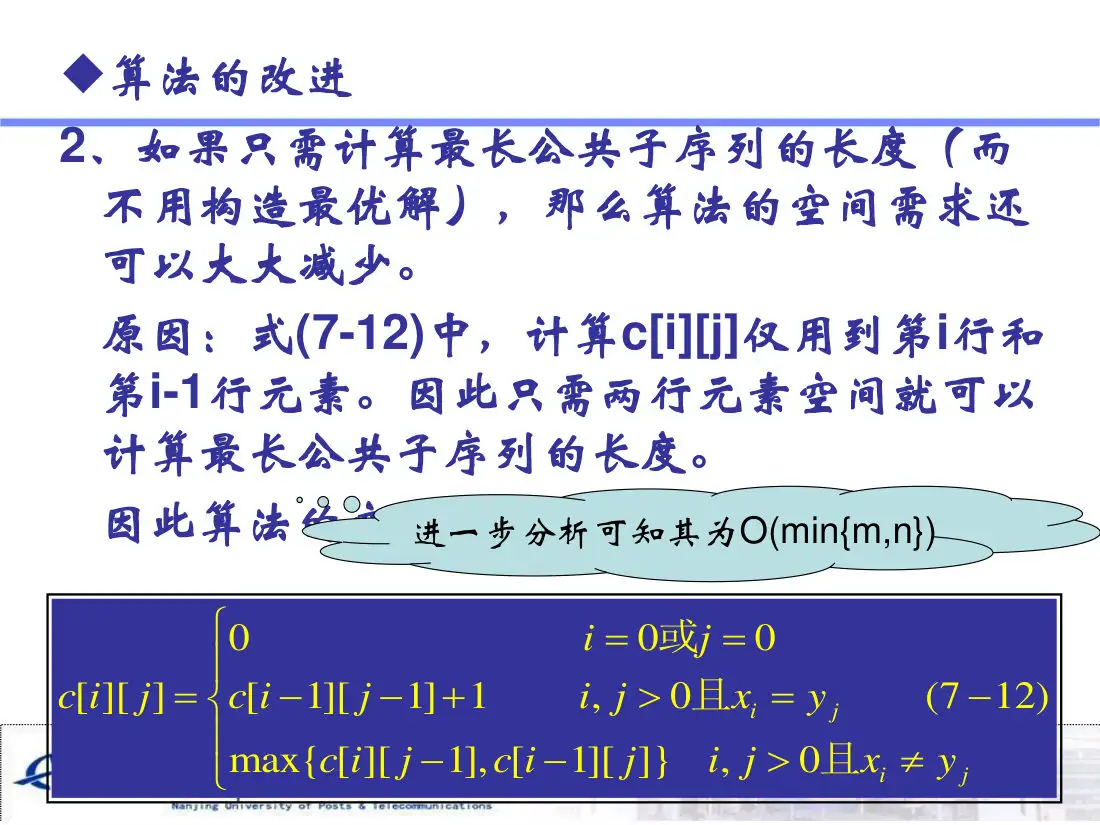 ◆算法的改进
2、如果只需计算最长公共子序列的长度（而
不用构造最优解），那么算法的空间需求还
可以大大减少。
原因：式(7-12)中，计算c[i][j]仅用到第i行和
第i-1行元素。因此只需两行元素空间就可以
计算最长公共子序列的长度。
因此算法的
进一步分析可知其为O(min{m,n})
0 i = 0或j = 0
c[i][j] = { c[i−1][j−1]+1 i, j > 0且xᵢ = yⱼ (7−12)
max{c[i][j−1],c[i−1][j]} i, j > 0且xᵢ ≠ yⱼ
Nanjing University of Posts & Telecommunications